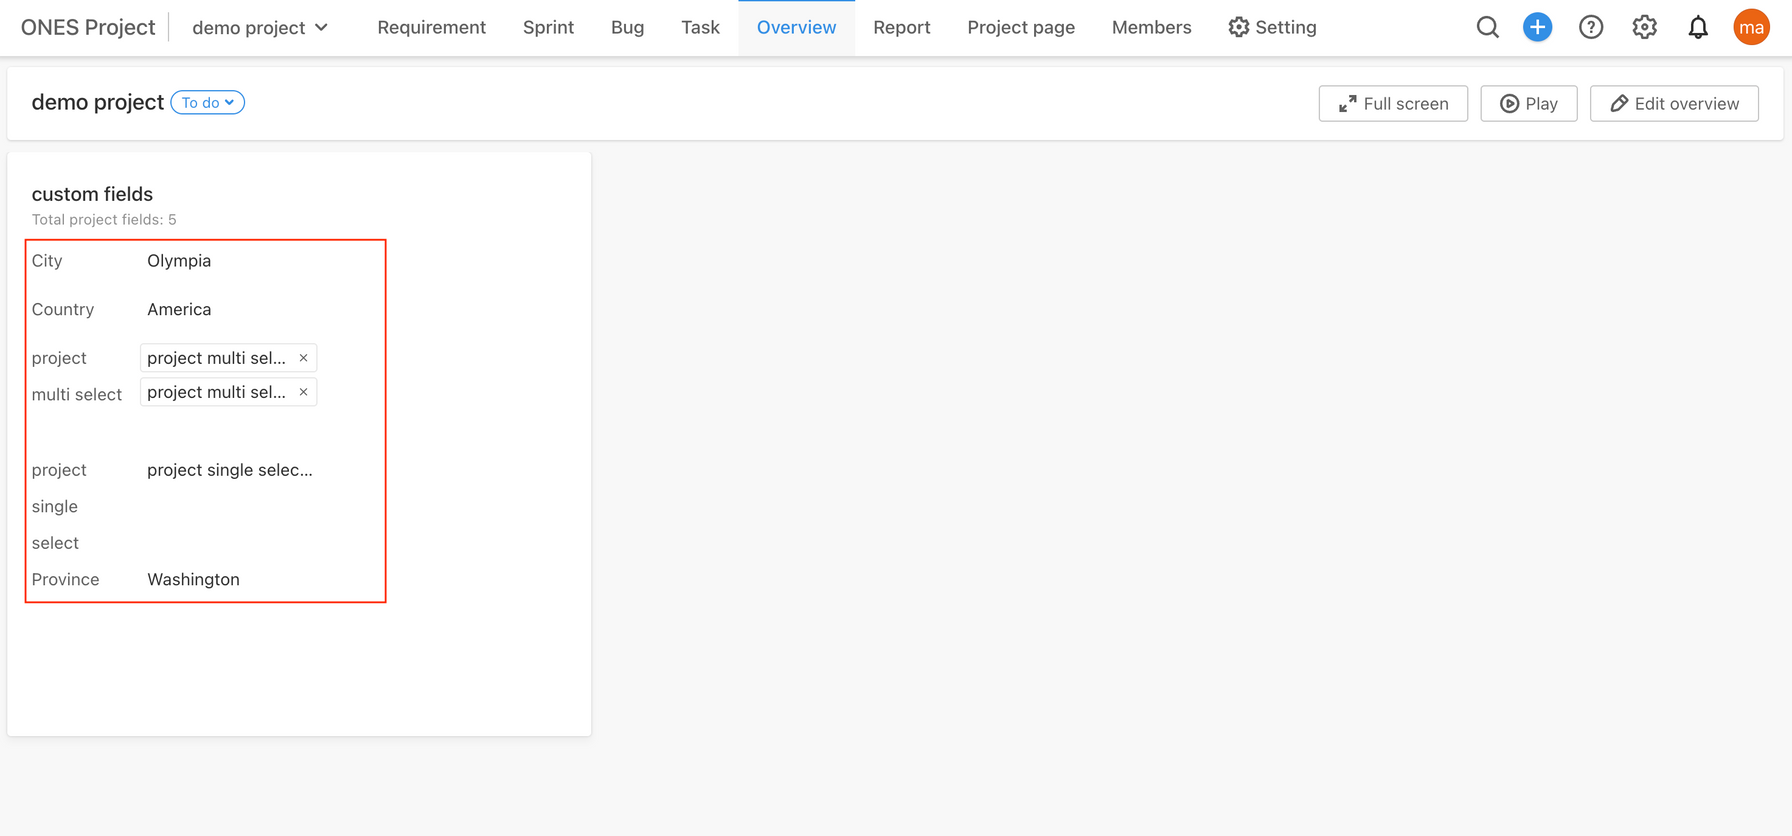 ONES Project demo project Requirement Sprint Bug Task Overview Report Project page Members Setting ma
demo project To do Full screen Play Edit overview
custom fields
Total project fields: 5
City Olympia
Country America
project project multi sel... ×
multi select project multi sel... ×
project project single selec...
single
select
Province Washington